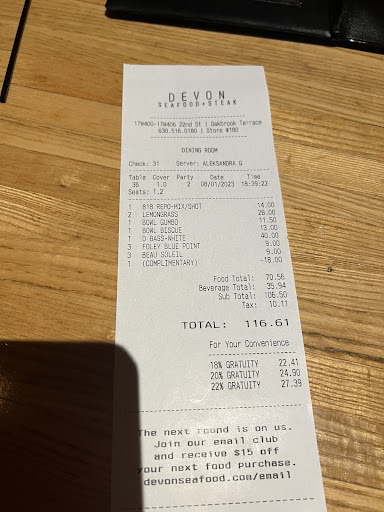 DEVON
SEAFOOD+STEAK
17W400-17W406 22nd St | Oakbrook Terrace
630.516.0180 | Store #180
DINING ROOM
Check: 31 Server: ALEKSANDRA G
Table Cover Party Date Time
36 1.0 2 08/01/2023 18:39:22
Seats: 1,2
1 818 REPO-MIX/SHOT 14.00
2 LEMONGRASS 28.00
1 BOWL GUMBO 11.50
1 BOWL BISQUE 13.00
1 D BASS-WHITE 40.00
3 FOLEY BLUE POINT 9.00
3 BEAU SOLEIL 9.00
1 (COMPLIMENTARY) -18.00
Food Total: 70.56
Beverage Total: 35.94
Sub Total: 106.50
Tax: 10.11
TOTAL: 116.61
For Your Convenience
18% GRATUITY 22.41
20% GRATUITY 24.90
22% GRATUITY 27.39
The next round is on us.
Join our email club
and receive $15 off
your next food purchase.
devonseafood.com/email